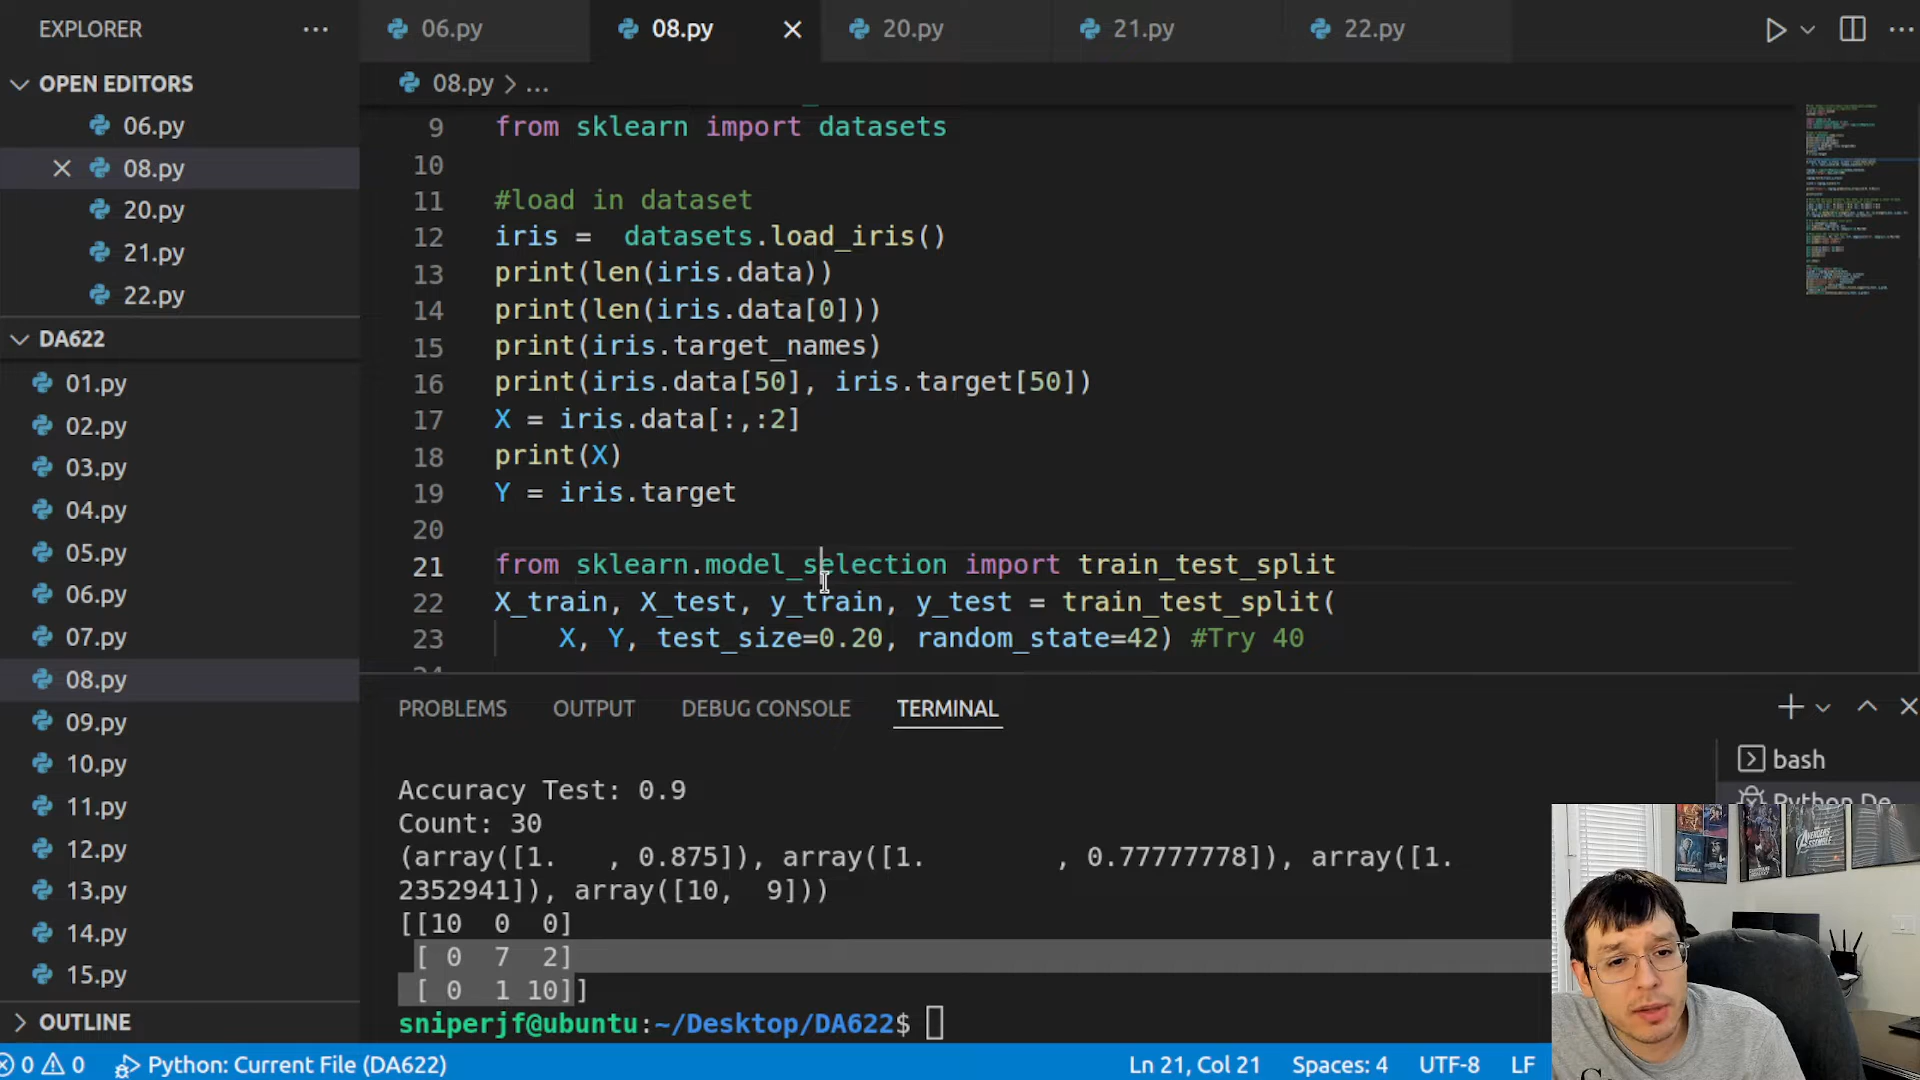 EXPLORER
OPEN EDITORS
06.py
08.py
20.py
21.py
22.py
DA622
01.py
02.py
03.py
04.py
05.py
06.py
07.py
08.py
09.py
10.py
11.py
12.py
13.py
14.py
15.py
OUTLINE
06.py
08.py
20.py
21.py
22.py
08.py > ...
9 from sklearn import datasets
10
11 #load in dataset
12 iris =  datasets.load_iris()
13 print(len(iris.data))
14 print(len(iris.data[0]))
15 print(iris.target_names)
16 print(iris.data[50], iris.target[50])
17 X = iris.data[:,:2]
18 print(X)
19 Y = iris.target
20
21 from sklearn.model_selection import train_test_split
22 X_train, X_test, y_train, y_test = train_test_split(
23     X, Y, test_size=0.20, random_state=42) #Try 40
PROBLEMS OUTPUT DEBUG CONSOLE TERMINAL
bash
Python De
Accuracy Test: 0.9
Count: 30
(array([1.   , 0.875]), array([1.        , 0.77777778]), array([1.
2352941]), array([10,  9]))
[[10  0  0]
[ 0  7  2]
[ 0  1 10]]
sniperjf@ubuntu:~/Desktop/DA622$
0 0 Python: Current File (DA622) Ln 21, Col 21 Spaces: 4 UTF-8 LF